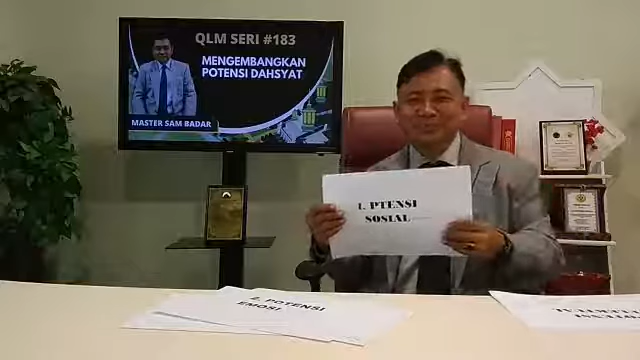 QLM SERI #183
MENGEMBANGKAN
POTENSI DAHSYAT
MASTER SAM BADAR
1. PTENSI
SOSIAL
2. POTENSI
EMOSI